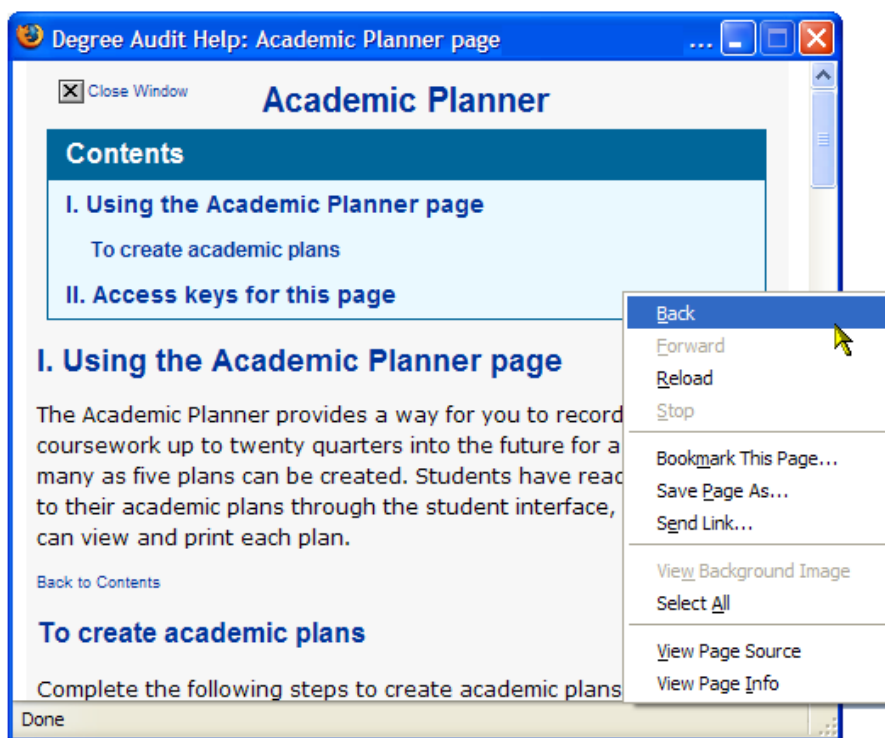 Degree Audit Help: Academic Planner page ...
Close Window
Academic Planner
Contents
I. Using the Academic Planner page
To create academic plans
II. Access keys for this page
I. Using the Academic Planner page
The Academic Planner provides a way for you to record
coursework up to twenty quarters into the future for a
many as five plans can be created. Students have read
to their academic plans through the student interface,
can view and print each plan.
Back to Contents
To create academic plans
Complete the following steps to create academic plans
Done
Back
Forward
Reload
Stop
Bookmark This Page...
Save Page As...
Send Link...
View Background Image
Select All
View Page Source
View Page Info